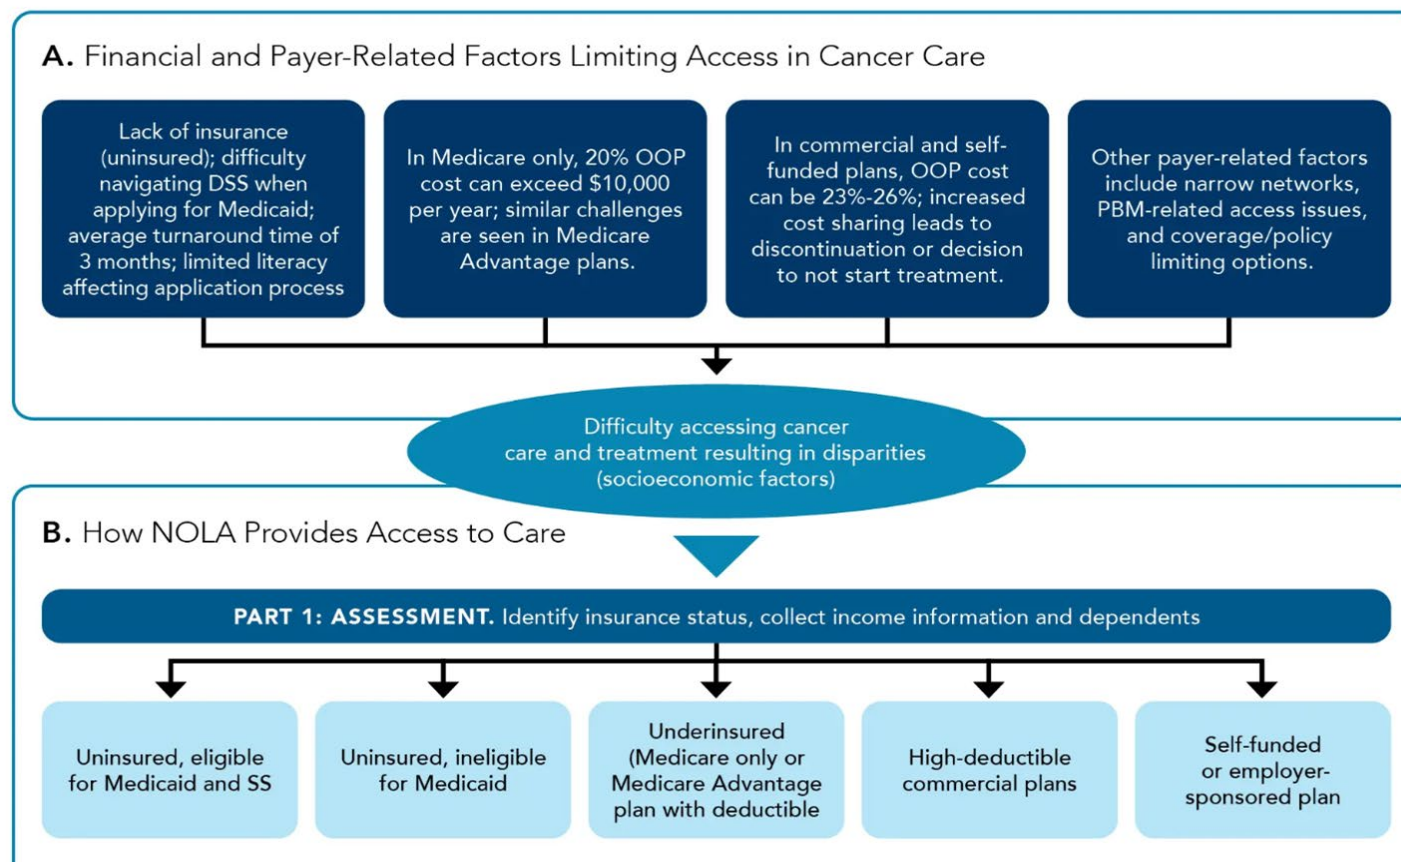 A. Financial and Payer-Related Factors Limiting Access in Cancer Care
Lack of insurance
(uninsured); difficulty
navigating DSS when
applying for Medicaid;
average turnaround time of
3 months; limited literacy
affecting application process
In Medicare only, 20% OOP
cost can exceed $10,000
per year; similar challenges
are seen in Medicare
Advantage plans.
In commercial and self-
funded plans, OOP cost
can be 23%-26%; increased
cost sharing leads to
discontinuation or decision
to not start treatment.
Other payer-related factors
include narrow networks,
PBM-related access issues,
and coverage/policy
limiting options.
Difficulty accessing cancer
care and treatment resulting in disparities
(socioeconomic factors)
B. How NOLA Provides Access to Care
PART 1: ASSESSMENT. Identify insurance status, collect income information and dependents
Uninsured, eligible
for Medicaid and SS
Uninsured, ineligible
for Medicaid
Underinsured
(Medicare only or
Medicare Advantage
plan with deductible
High-deductible
commercial plans
Self-funded
or employer-
sponsored plan